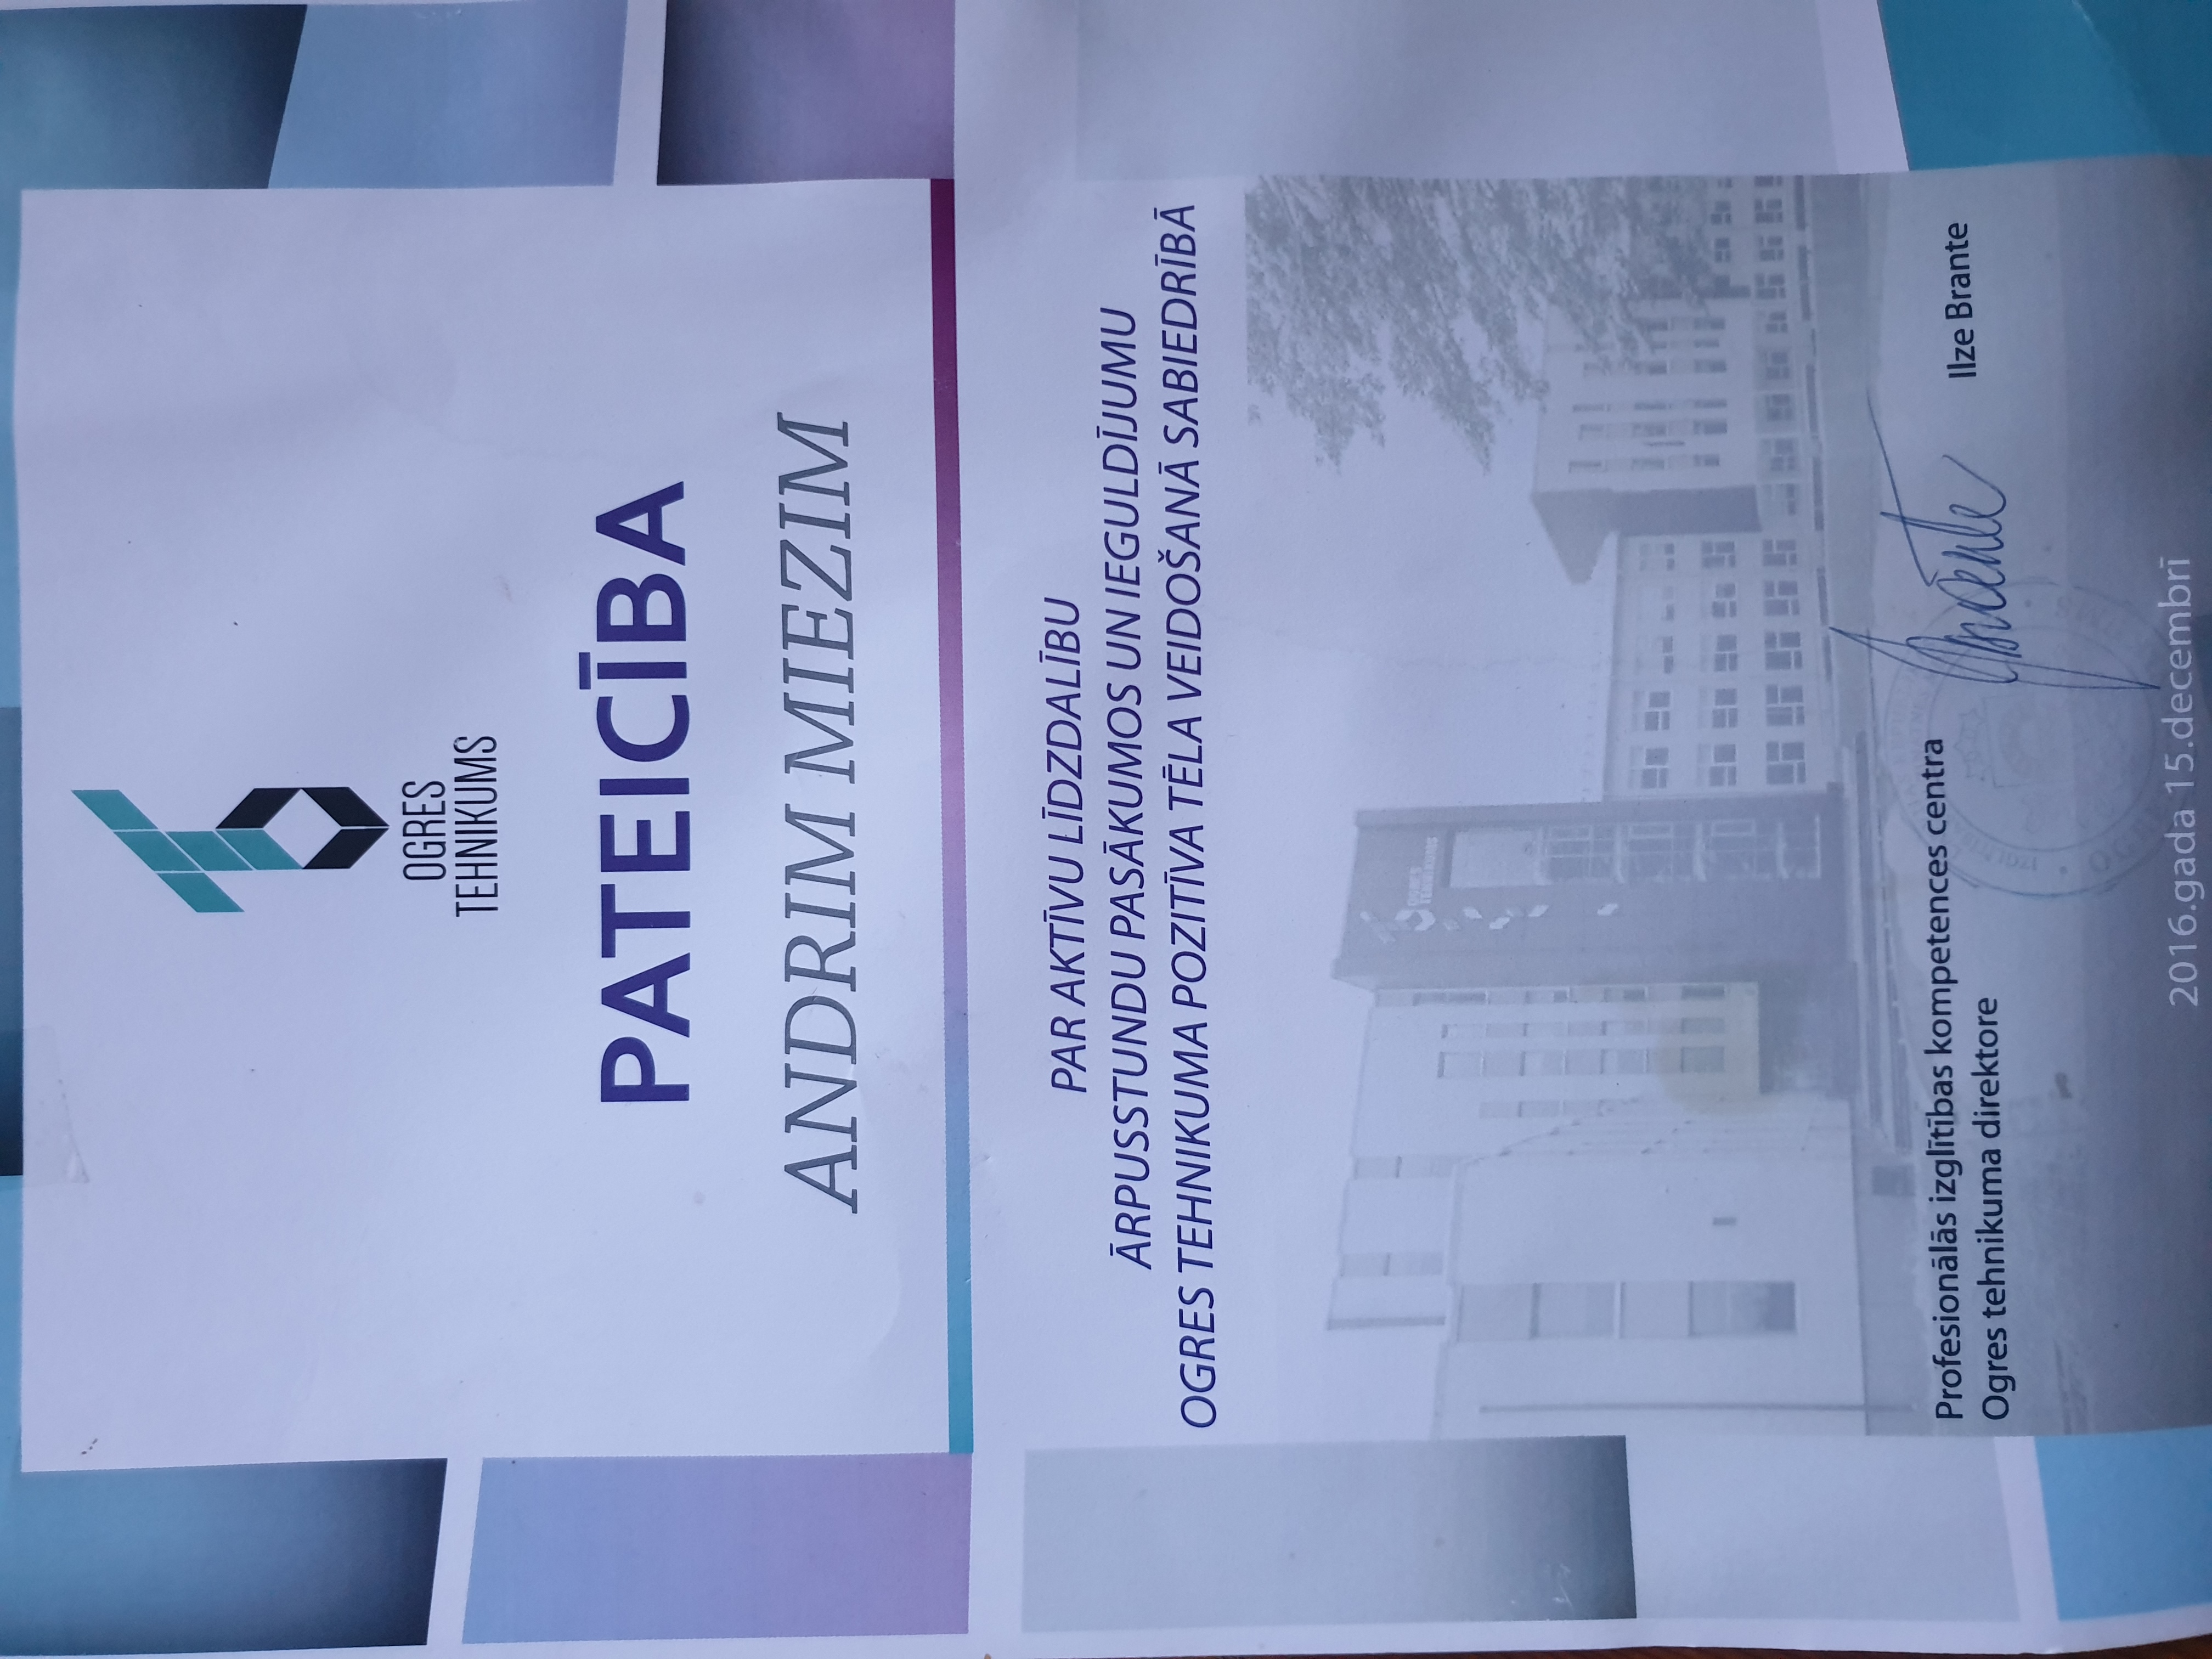 OGRES
TEHNIKUMS
PATEICĪBA
ANDRIM MIEZIM
PAR AKTĪVU LĪDZDALĪBU
ĀRPUSSTUNDU PASĀKUMOS UN IEGULDĪJUMU
OGRES TEHNIKUMA POZITĪVA TĒLA VEIDOŠANĀ SABIEDRĪBĀ
OGRES
TEHNIKUMS
Profesionālās izglītības kompetences centra
Ogres tehnikuma direktore
Ilze Brante
2016.gada 15.decembrī